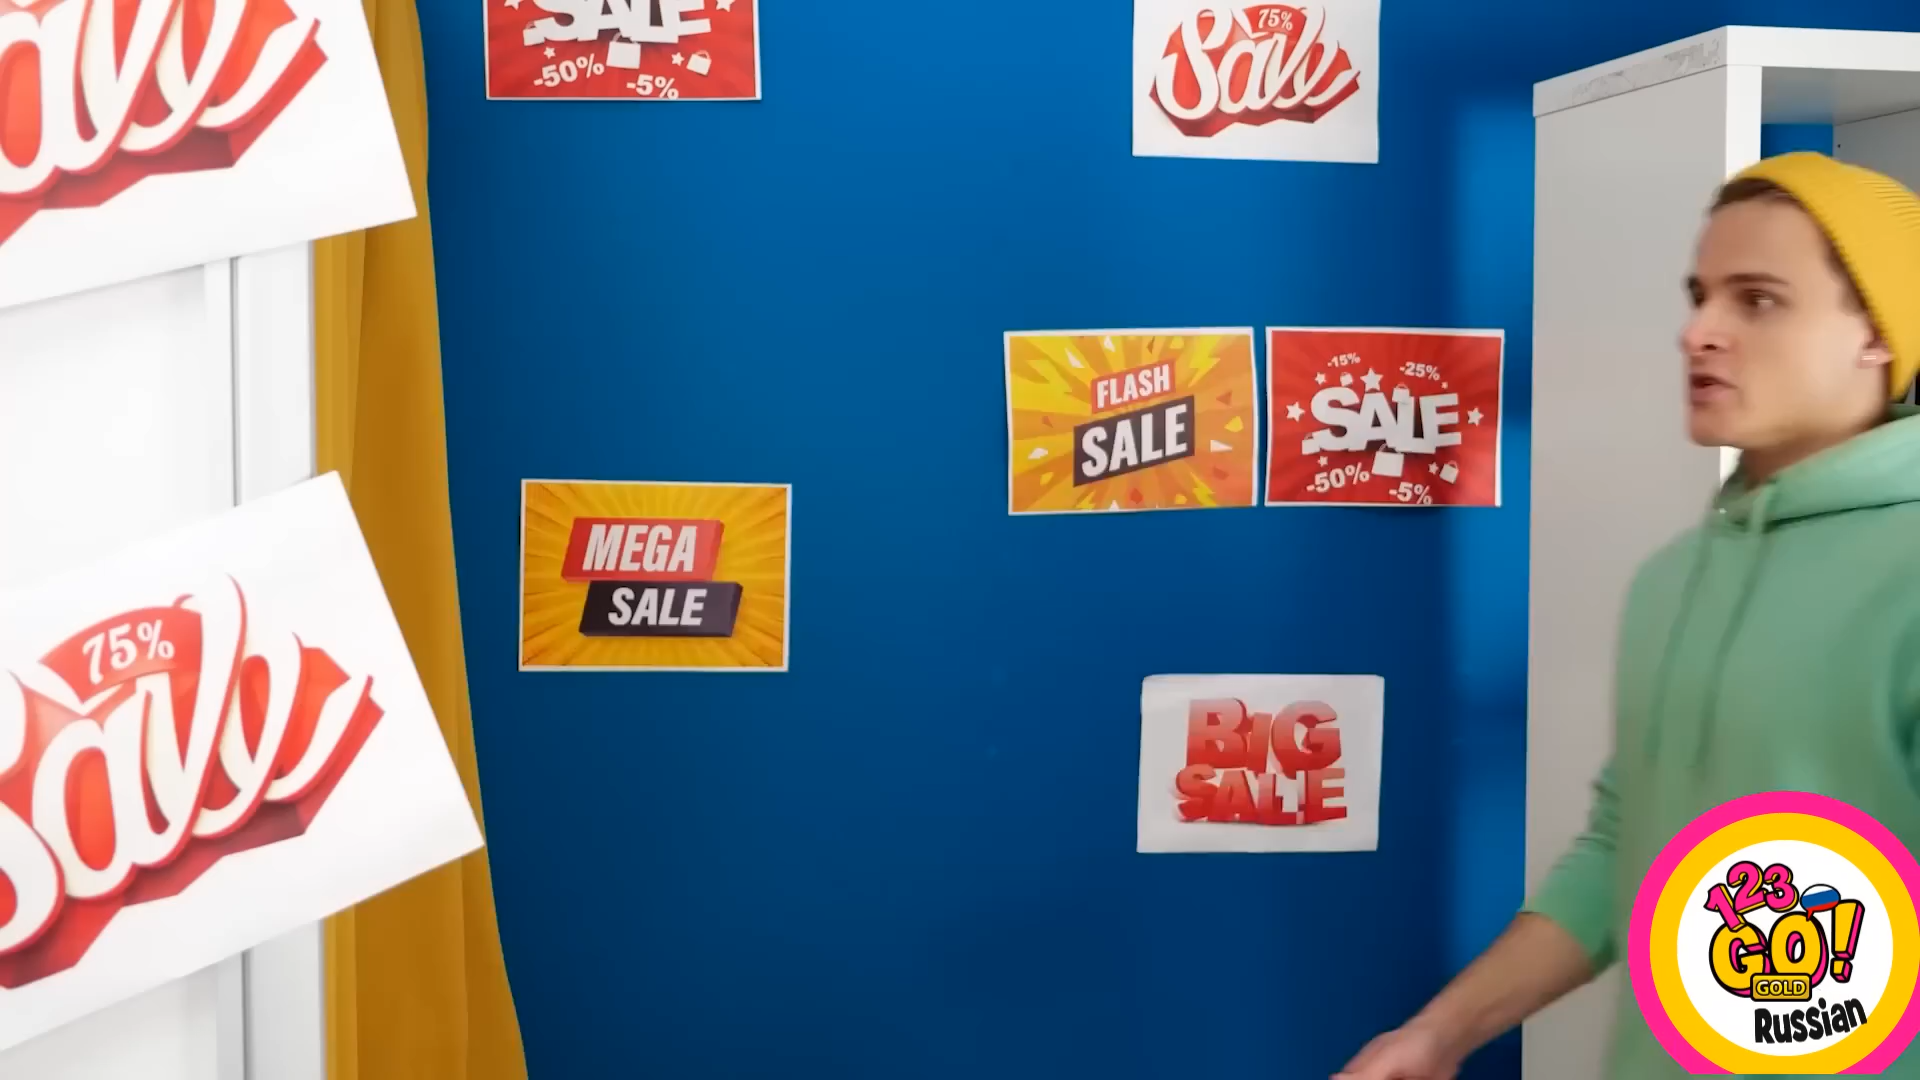 SALE
-50%
-5%
75%
Sale
Sale
FLASH
SALE
-15%
-25%
SALE
-50%
-5%
MEGA
SALE
75%
Sale
BIG
SALE
123
GO!
GOLD
Russian